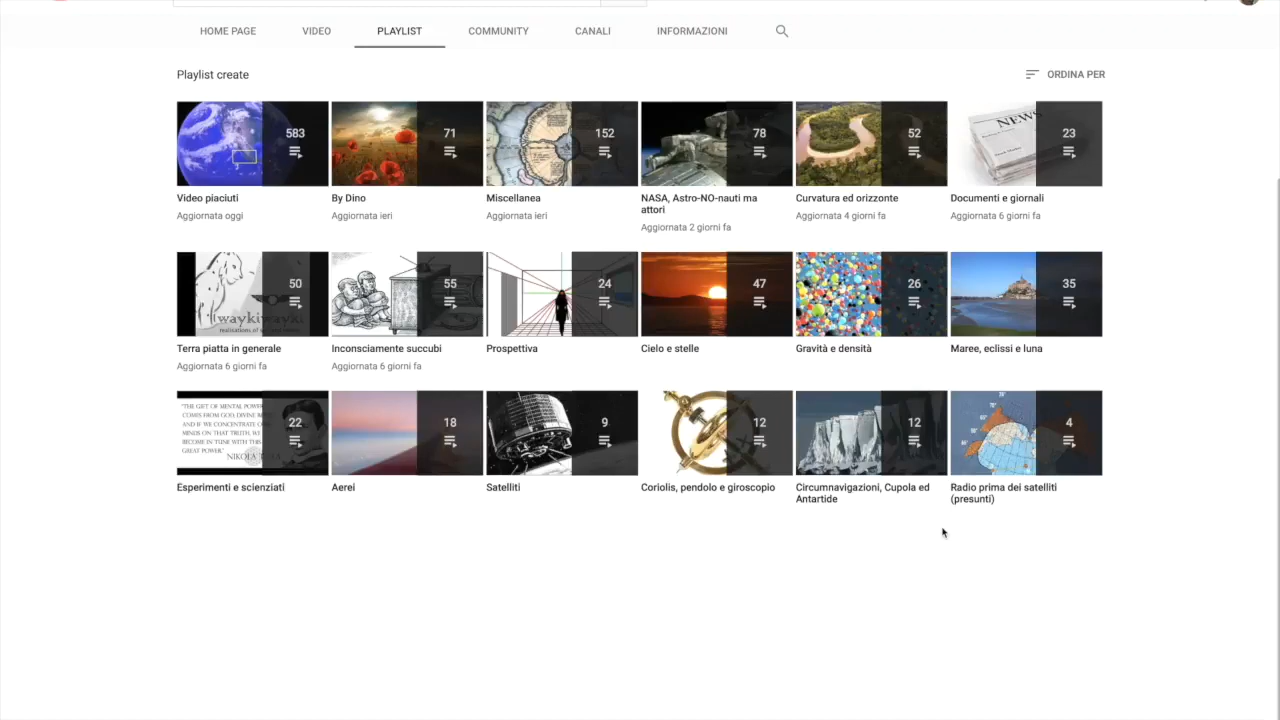 HOME PAGE VIDEO PLAYLIST COMMUNITY CANALI INFORMAZIONI
Playlist create ORDINA PER
583 71 152 78 52 23
NEWS
Video piaciuti By Dino Miscellanea NASA, Astro-NO-nauti ma Curvatura ed orizzonte Documenti e giornali
attori
Aggiornata oggi Aggiornata ieri Aggiornata ieri Aggiornata 2 giorni fa Aggiornata 4 giorni fa Aggiornata 6 giorni fa
50 55 24 47 26 35
waykiwayki
Terra piatta in generale Inconsciamente succubi Prospettiva Cielo e stelle Gravità e densità Maree, eclissi e luna
Aggiornata 6 giorni fa Aggiornata 6 giorni fa
22 18 9 12 12 4
"THE GIFT OF MENTAL POWER
COMES FROM GOD, DIVINE
AND IF WE CONCENTRATE
MINDS ON THAT TRUTH, WE
BECOME IN TUNE WITH THIS
GREAT POWER."
NIKOLA
Esperimenti e scienziati Aerei Satelliti Coriolis, pendolo e giroscopio Circumnavigazioni, Cupola ed Radio prima dei satelliti
Antartide (presunti)